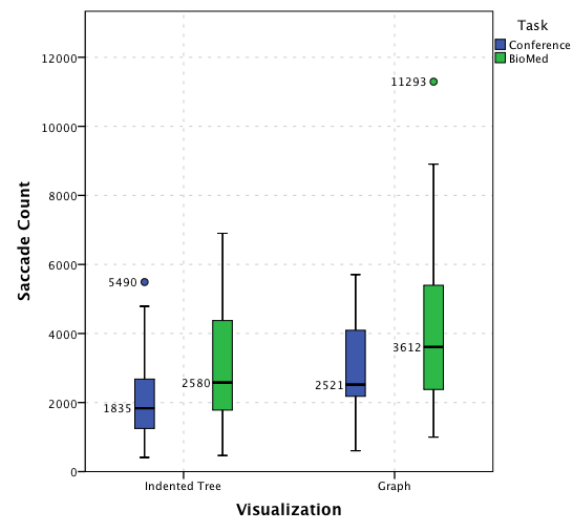 Task
Conference
BioMed
12000
11293
10000
8000
6000
5490
4000
3612
2580
2521
2000
1835
0
Saccade Count
Indented Tree
Graph
Visualization